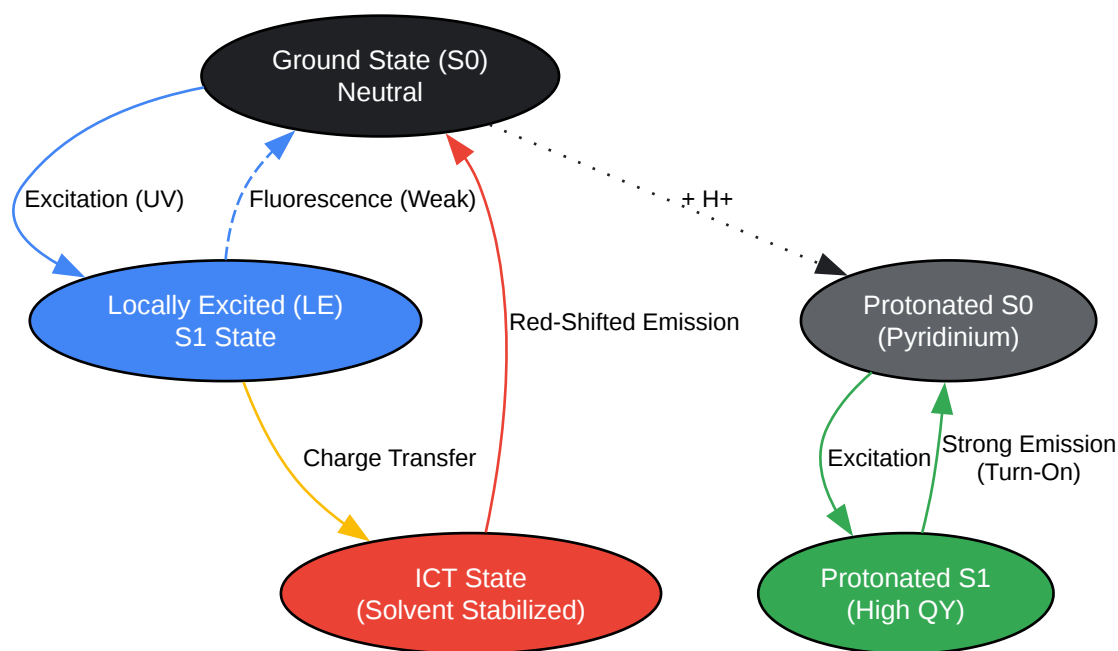 Ground State (S0)
Neutral
Excitation (UV)
Fluorescence (Weak)
+ H+
Locally Excited (LE)
S1 State
Red-Shifted Emission
Protonated S0
(Pyridinium)
Charge Transfer
Excitation
Strong Emission
(Turn-On)
ICT State
(Solvent Stabilized)
Protonated S1
(High QY)